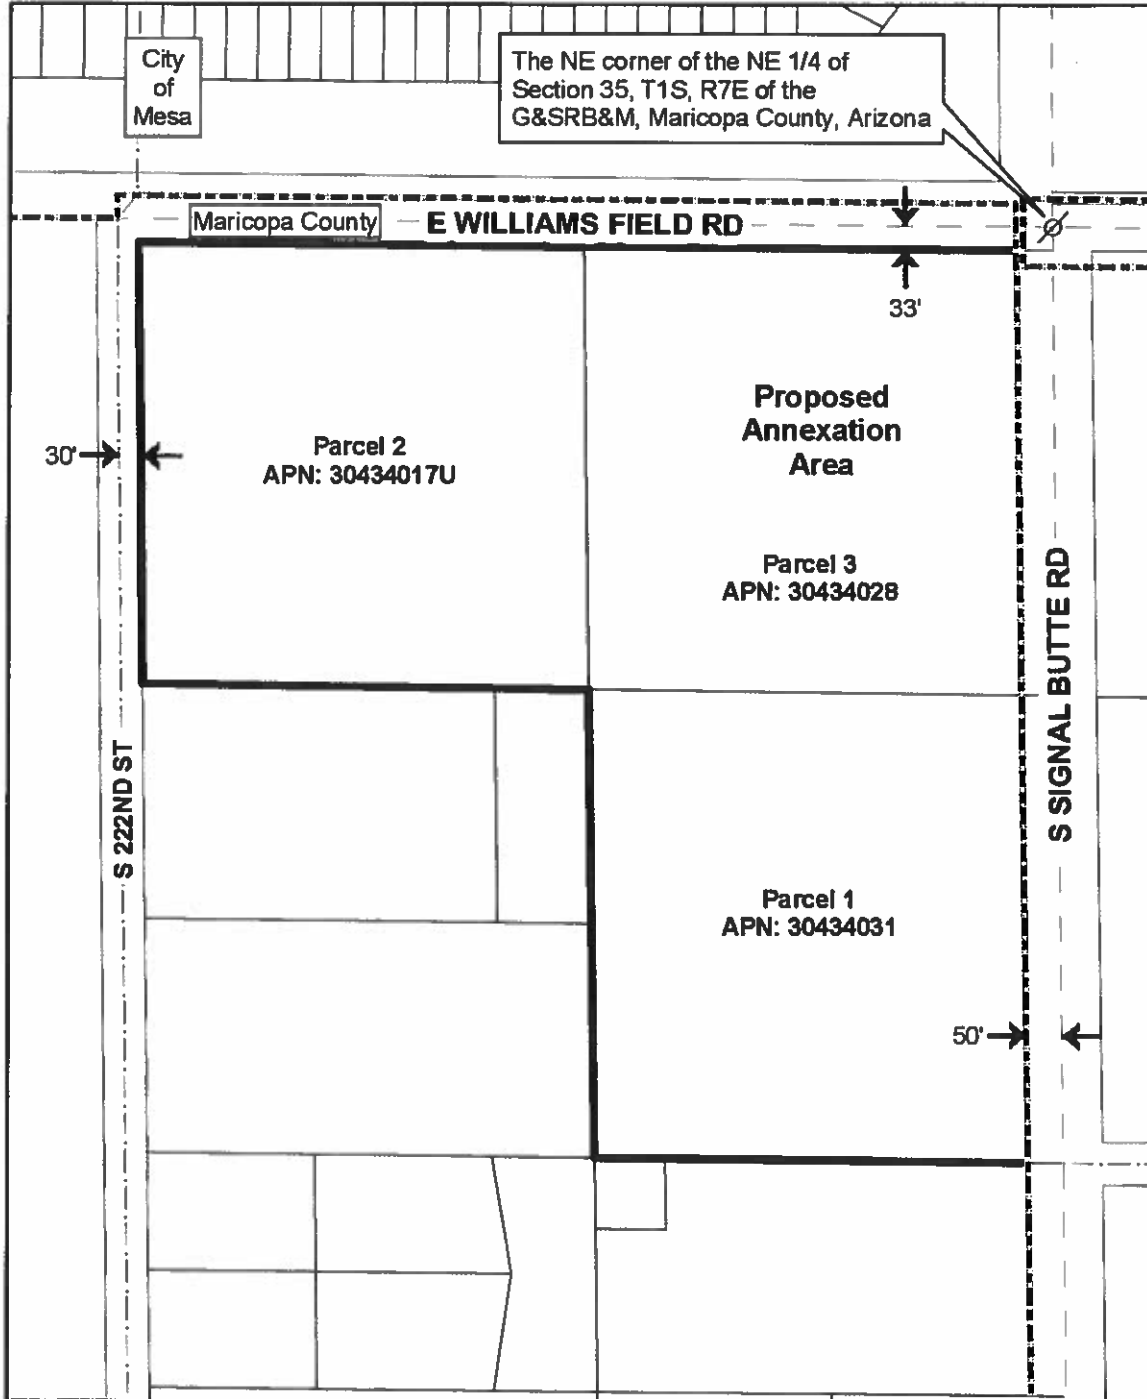 City
of
Mesa
The NE corner of the NE 1/4 of
Section 35, T1S, R7E of the
G&SRB&M, Maricopa County, Arizona
Maricopa County
E WILLIAMS FIELD RD
33'
Proposed
Annexation
Area
30'
Parcel 2
APN: 30434017U
Parcel 3
APN: 30434028
S SIGNAL BUTTE RD
S 222ND ST
Parcel 1
APN: 30434031
50'